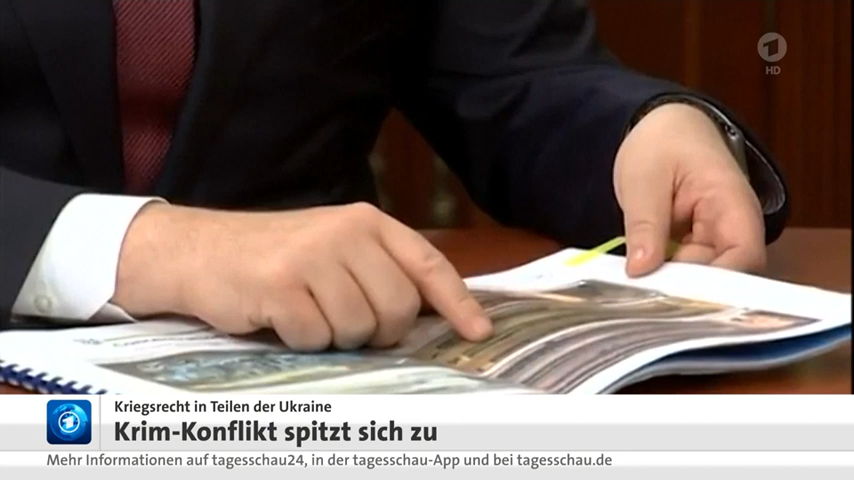 1
HD
Kriegsrecht in Teilen der Ukraine
Krim-Konflikt spitzt sich zu
Mehr Informationen auf tagesschau24, in der tagesschau-App und bei tagesschau.de